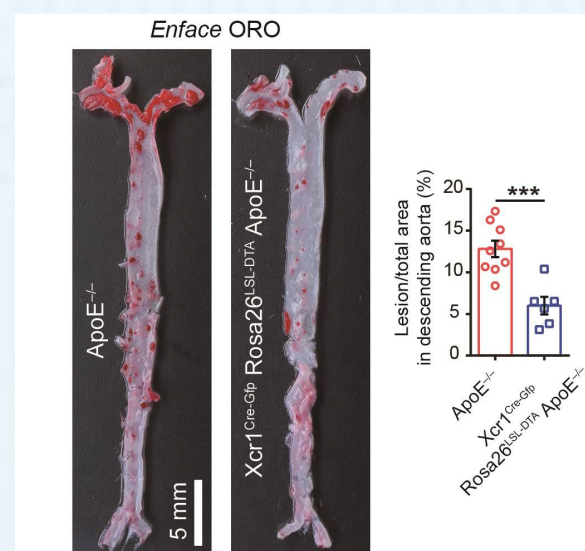 Enface ORO
ApoE–/–
5 mm
Xcr1Cre-Gfp Rosa26LSL-DTA ApoE–/–
Lesion/total area
in descending aorta (%)
20
15
10
5
0
***
ApoE–/–
Xcr1Cre-Gfp
Rosa26LSL-DTA ApoE–/–